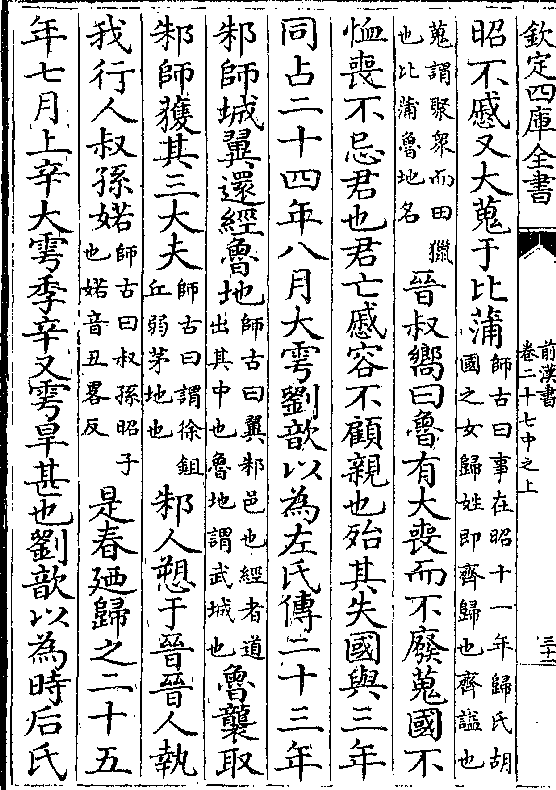 欽定四庫全書
前漢書
卷二十七中之上
三十二
昭不慼又大蒐于比蒲師古曰事在昭十一年歸氏胡國之女歸姓即齊歸也齊諡也
蒐謂聚衆而田獵也比蒲魯地名晉叔嚮曰魯有大喪而不廢蒐國不
恤喪不忌君也君亡慼容不顧親也殆其失國與三年
同占二十四年八月大雩劉歆以為左氏傳二十三年
邾師城翼還經魯地師古曰翼邾邑也經者道出其中也魯地謂武城也魯襲取
邾師獲其三大夫師古曰謂徐鉏丘弱茅地也邾人愬于晉晉人執
我行人叔孫婼師古曰叔孫昭子也婼音丑畧反是春廼歸之二十五
年七月上辛大雩季辛又雩旱甚也劉歆以為時后氏